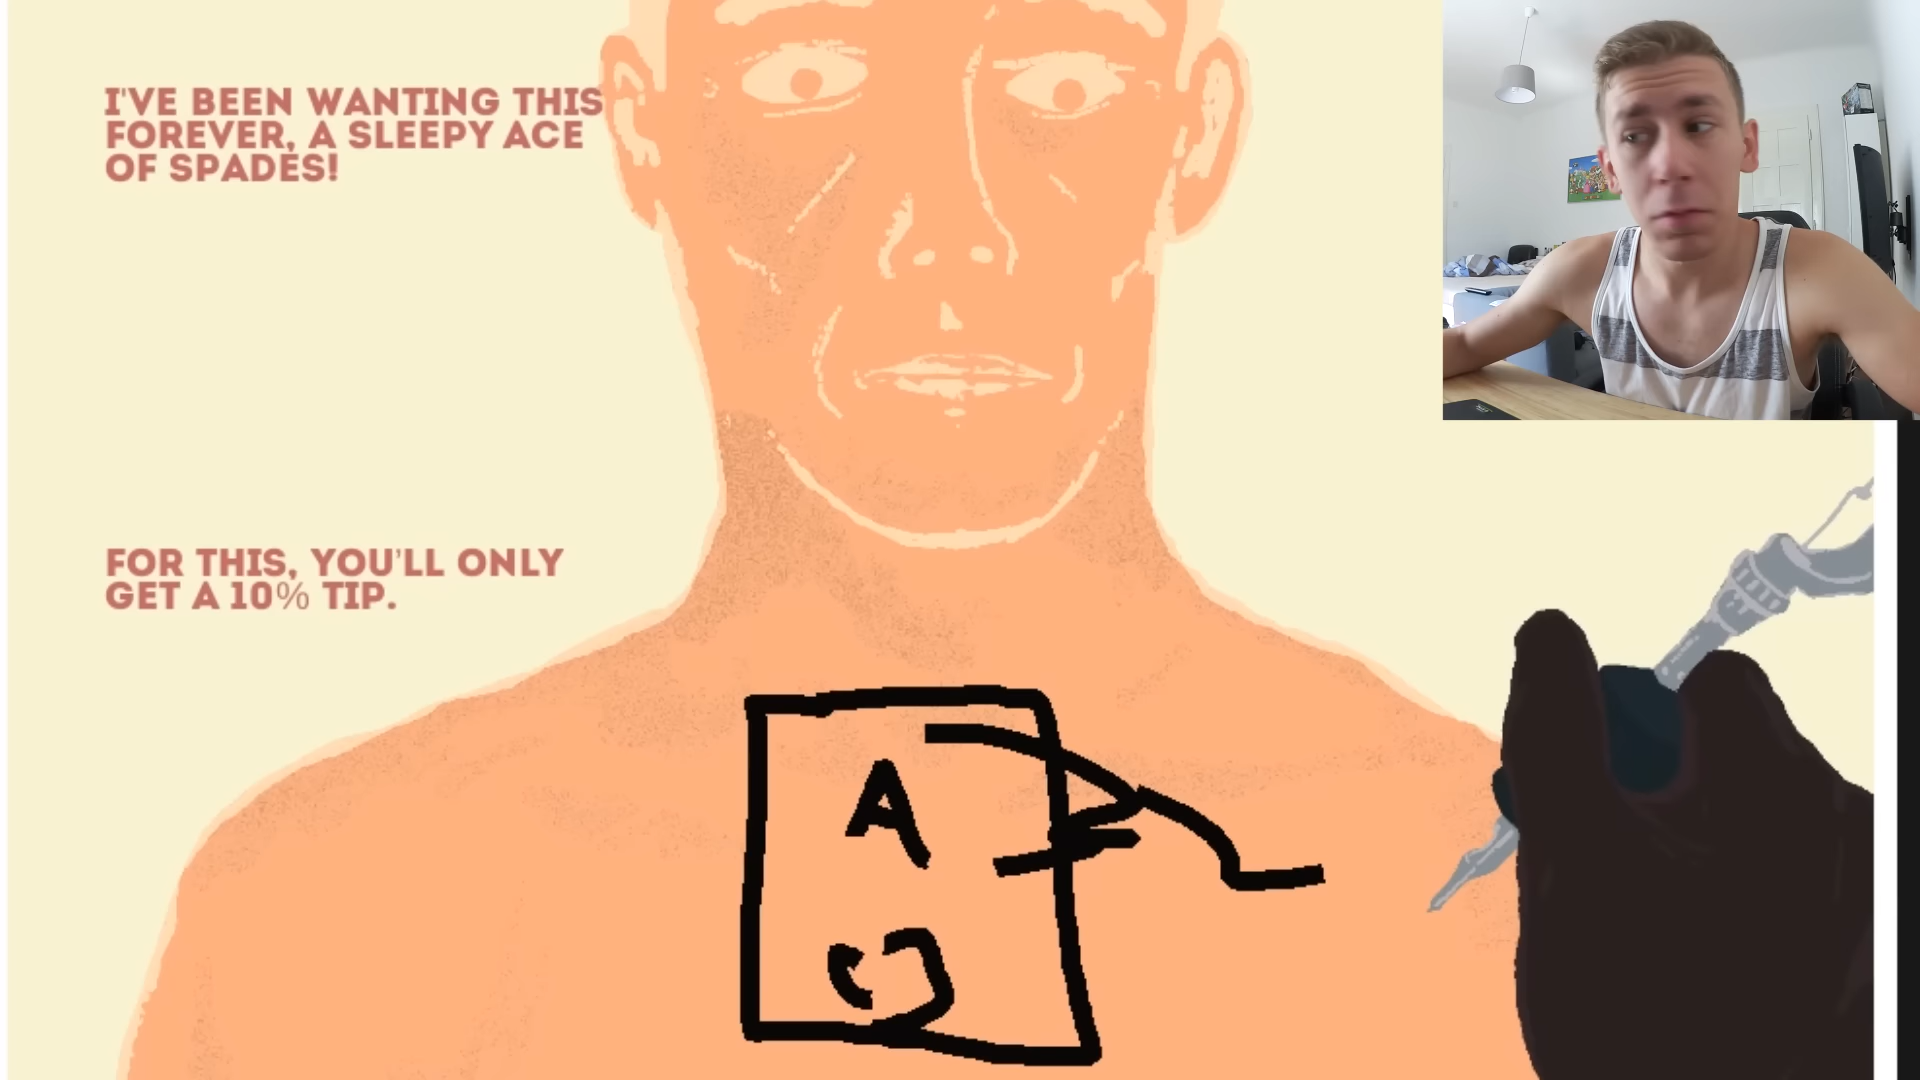 I'VE BEEN WANTING THIS
FOREVER, A SLEEPY ACE
OF SPADES!
FOR THIS, YOU'LL ONLY
GET A 10% TIP.
A